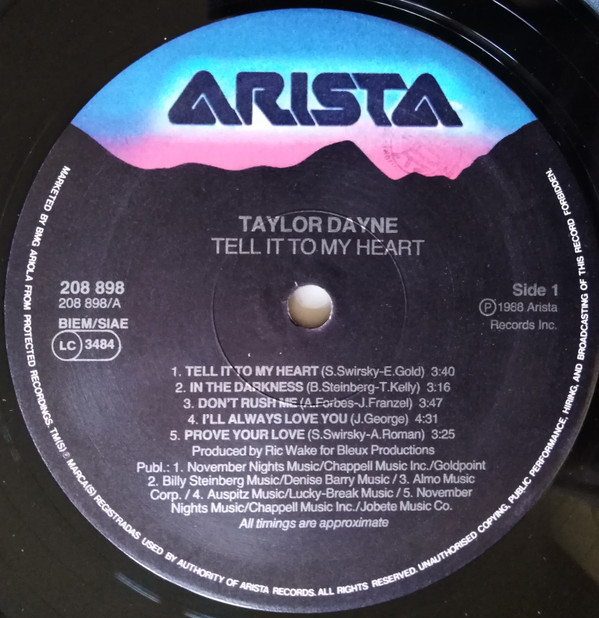 ARISTA
TAYLOR DAYNE
TELL IT TO MY HEART
208 898
208 898/A
BIEM/SIAE
LC 3484
Side 1
Ⓟ1988 Arista
Records Inc.
1. TELL IT TO MY HEART (S.Swirsky-E.Gold) 3:40
2. IN THE DARKNESS (B.Steinberg-T.Kelly) 3:16
3. DON'T RUSH ME (A.Forbes-J.Franzel) 3:47
4. I'LL ALWAYS LOVE YOU (J.George) 4:31
5. PROVE YOUR LOVE (S.Swirsky-A.Roman) 3:25
Produced by Ric Wake for Bleux Productions
Publ.: 1. November Nights Music/Chappell Music Inc./Goldpoint
2. Billy Steinberg Music/Denise Barry Music / 3. Almo Music
Corp. / 4. Auspitz Music/Lucky-Break Music / 5. November
Nights Music/Chappell Music Inc./Jobete Music Co.
All timings are approximate
MARKETED BY BMG ARIOLA FROM PROTECTED RECORDINGS. TM(S) ® MARCA(S) REGISTRADAS USED BY AUTHORITY OF ARISTA RECORDS. ALL RIGHTS RESERVED. UNAUTHORISED COPYING, PUBLIC PERFORMANCE, HIRING, AND BROADCASTING OF THIS RECORD FORBIDDEN.